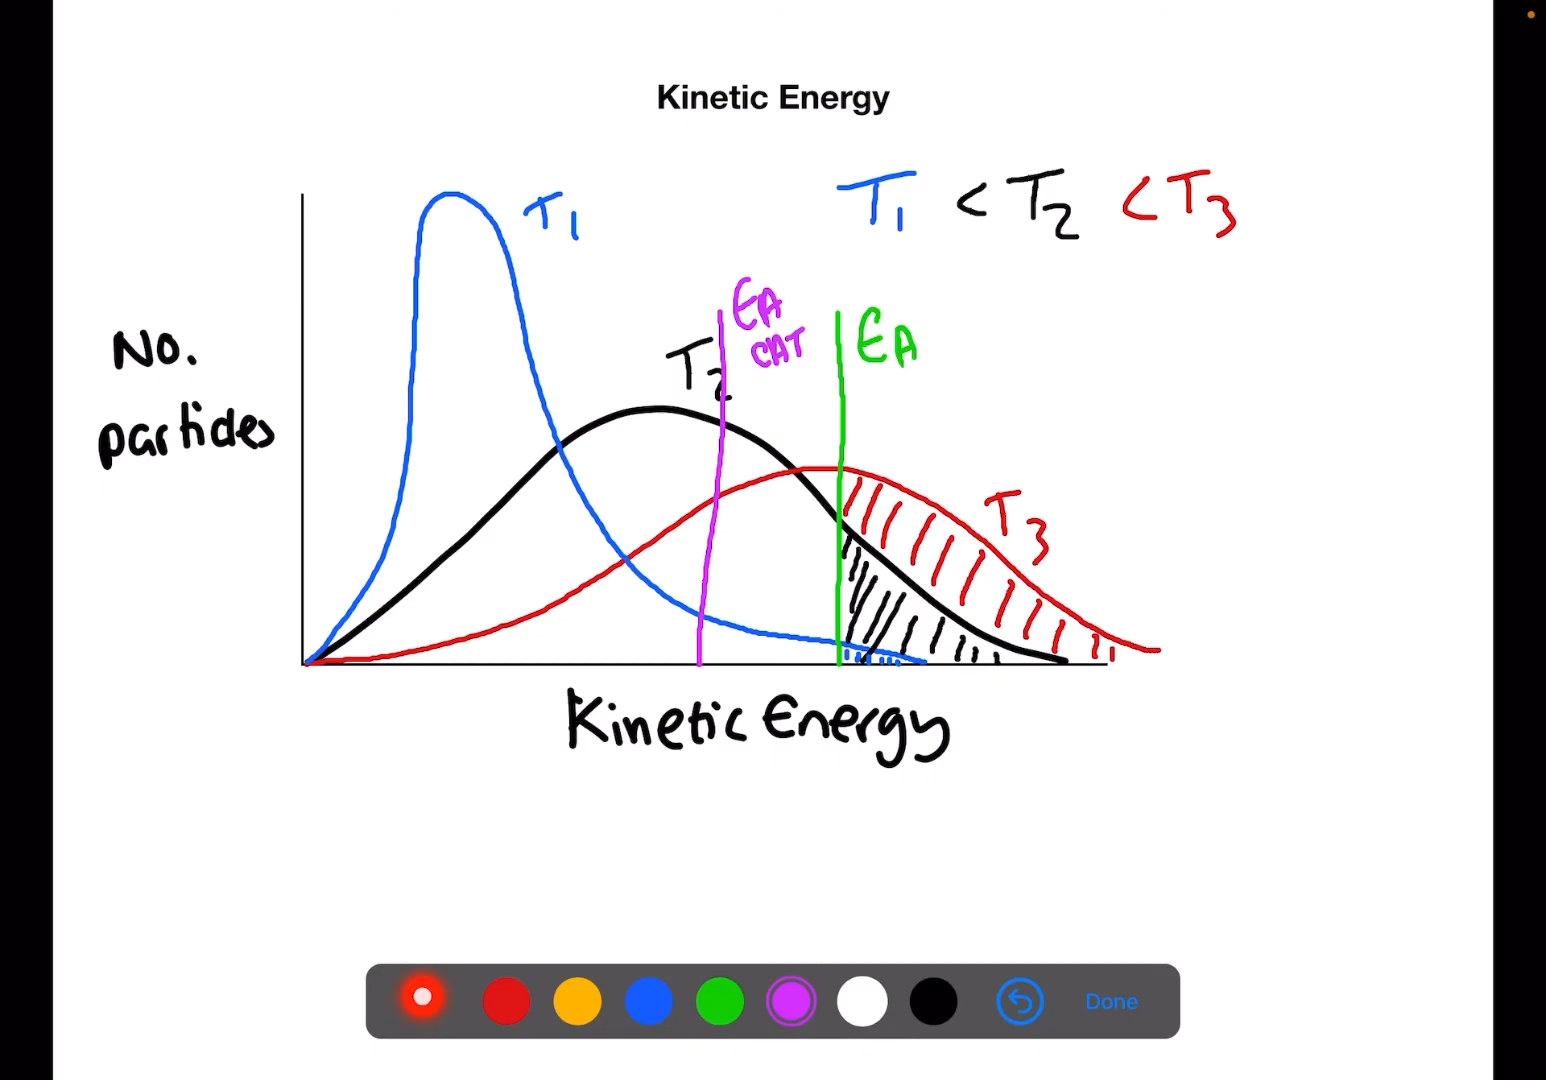 Kinetic Energy
T1 < T2 < T3
T1
EA
CAT
EA
T2
No.
particles
T3
Kinetic Energy
Done